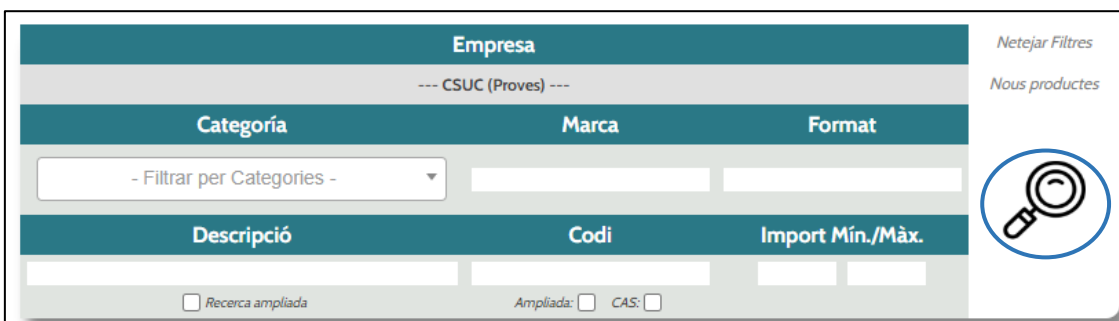 Empresa
Netejar Filtres
--- CSUC (Proves) ---
Nous productes
Categoría
Marca
Format
- Filtrar per Categories -
Descripció
Codi
Import Mín./Màx.
Recerca ampliada
Ampliada:
CAS: